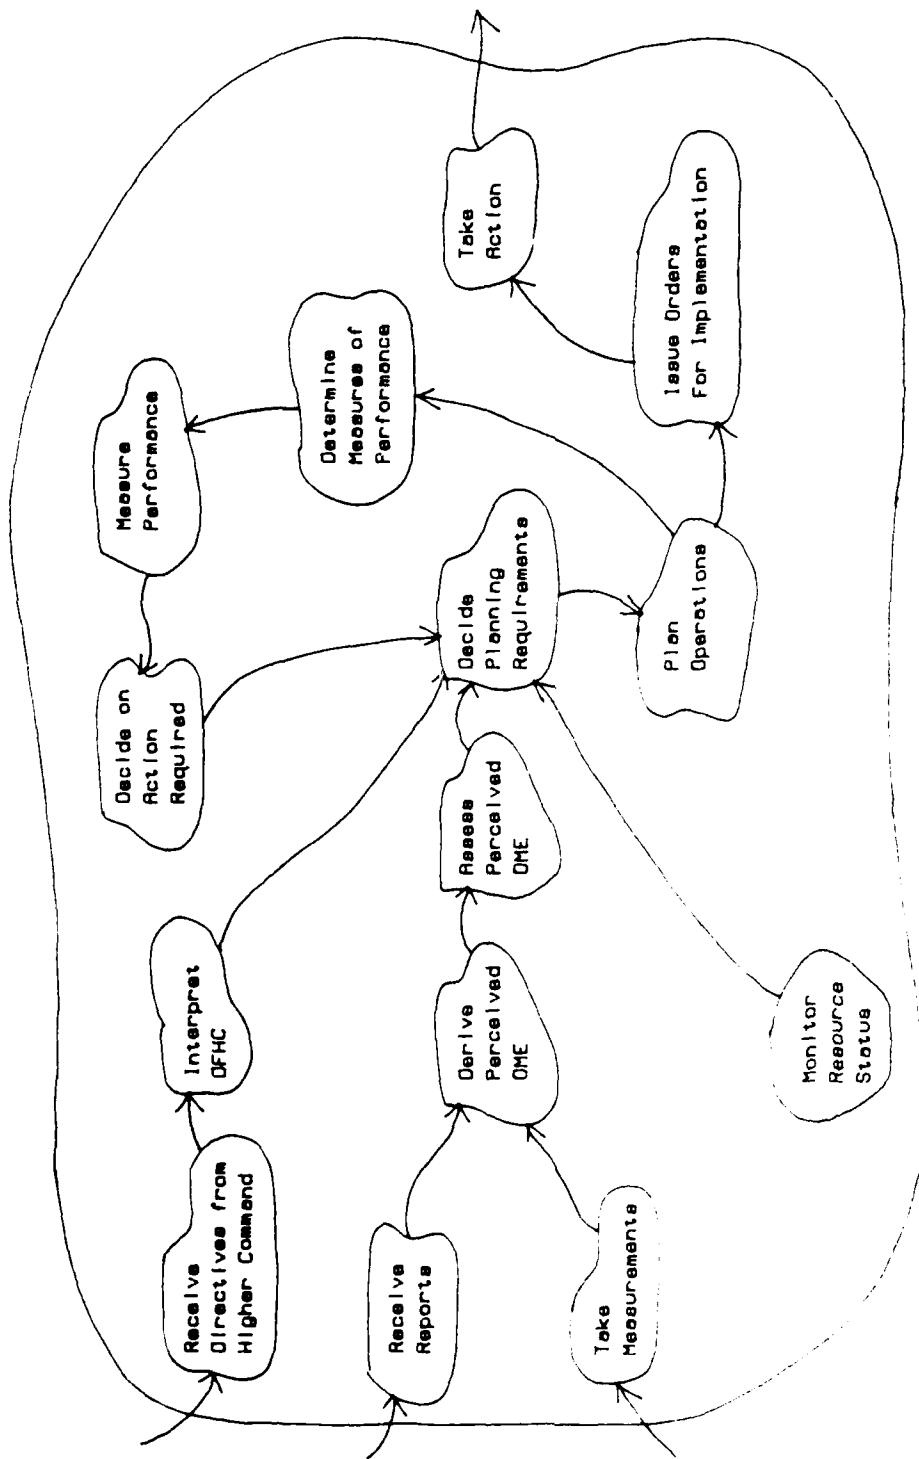 Receive
Directives from
Higher Command
Interpret
DFHC
Decide on
Action
Required
Measure
Performance
Determine
Measures of
Performance
Take
Action
Receive
Reports
Derive
Perceived
OME
Assess
Perceived
OME
Decide
Planning
Requirements
Take
Measurements
Plan
Operations
Issue Orders
For Implementation
Monitor
Resource
Status